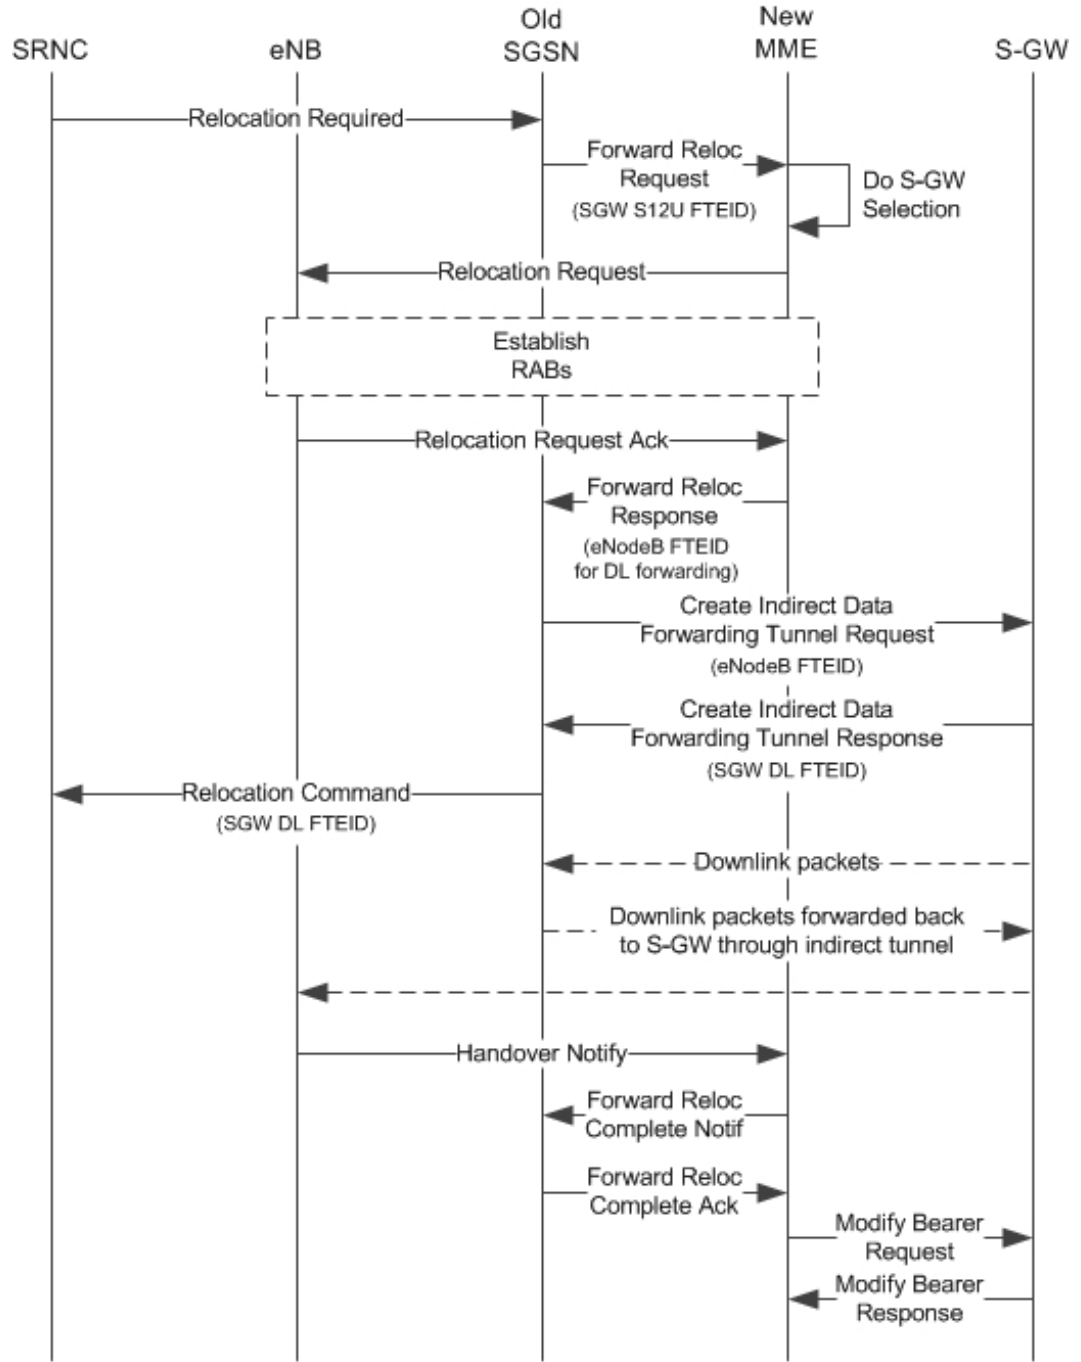 Old
New
SRNC
eNB
SGSN
MME
S-GW
Relocation Required
Forward Reloc
Request
(SGW S12U FTEID)
Do S-GW
Selection
Relocation Request
Establish
RABs
Relocation Request Ack
Forward Reloc
Response
(eNodeB FTEID
for DL forwarding)
Create Indirect Data
Forwarding Tunnel Request
(eNodeB FTEID)
Create Indirect Data
Forwarding Tunnel Response
(SGW DL FTEID)
Relocation Command
(SGW DL FTEID)
Downlink packets
Downlink packets forwarded back
to S-GW through indirect tunnel
Handover Notify
Forward Reloc
Complete Notif
Forward Reloc
Complete Ack
Modify Bearer
Request
Modify Bearer
Response